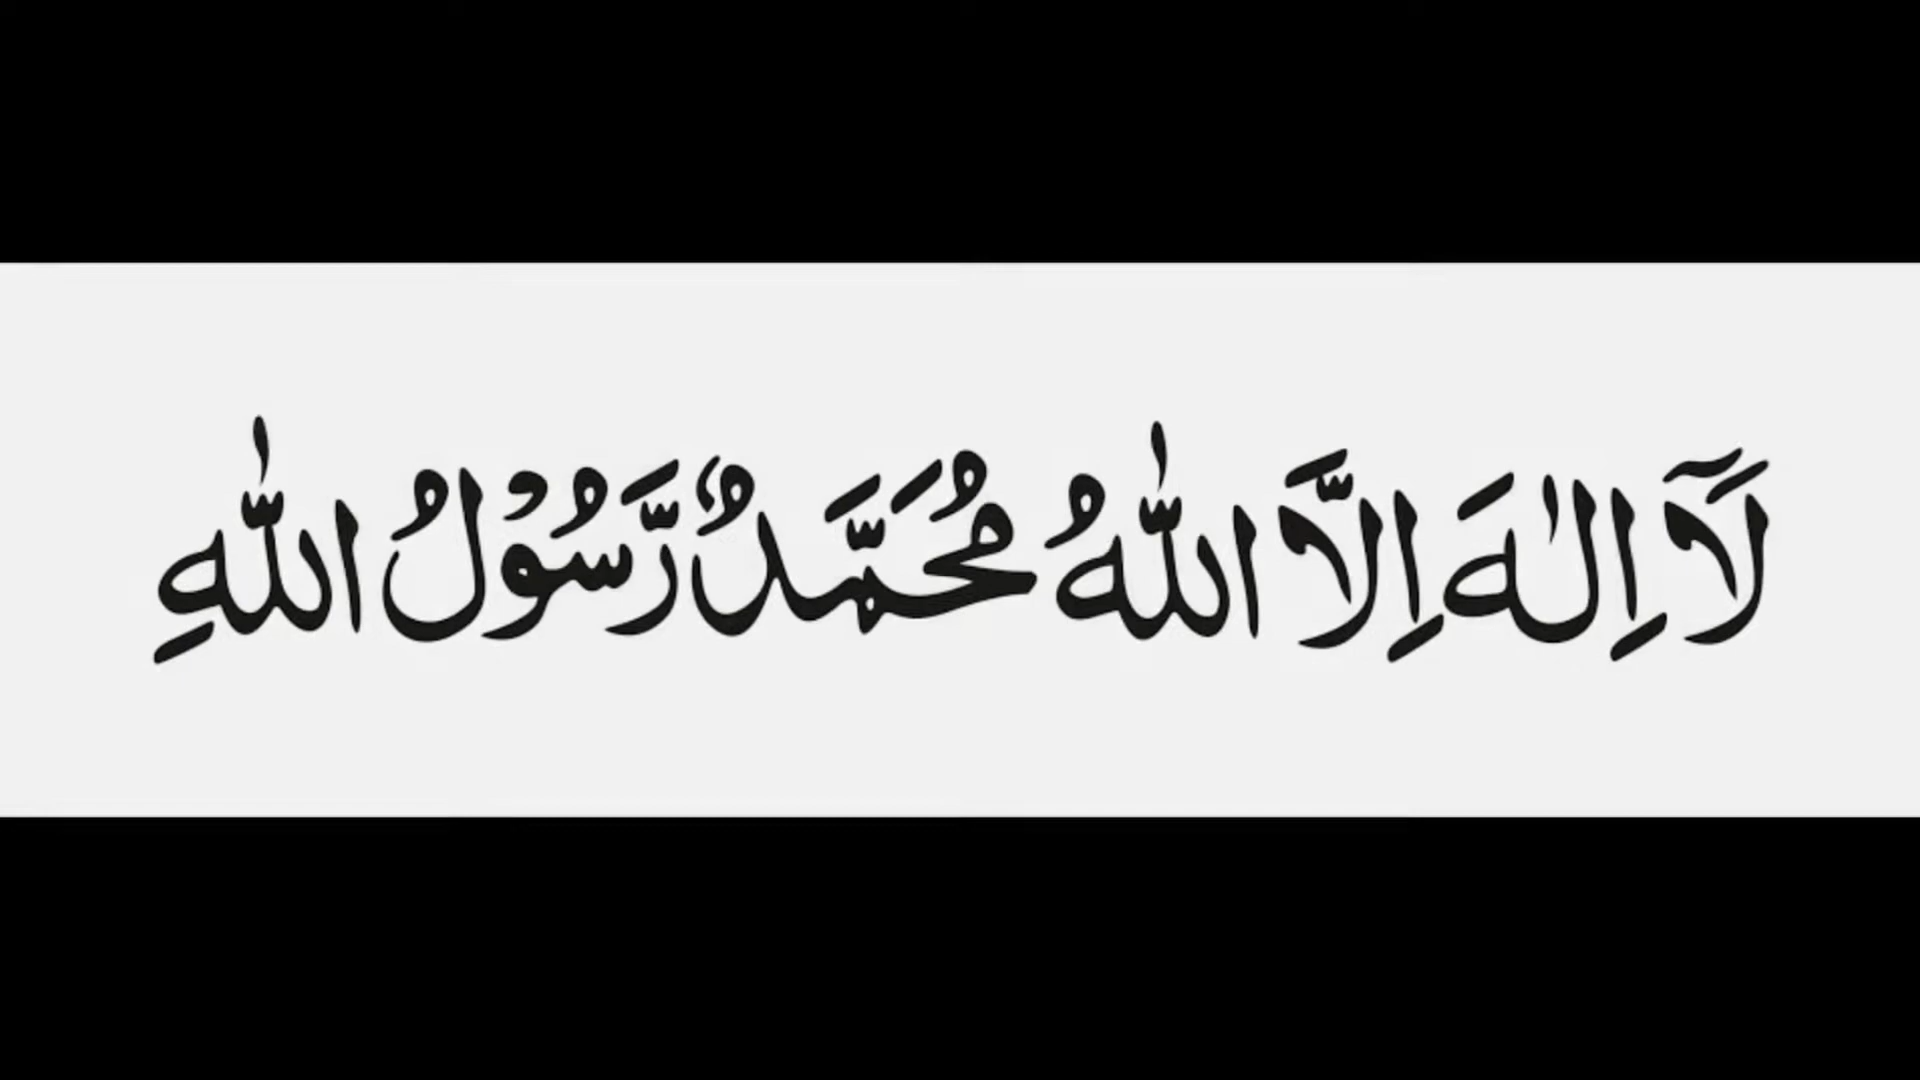 لَآ اِلٰهَ اِلَّا اللّٰهُ مُحَمَّدٌ رَّسُوْلُ اللّٰهِ